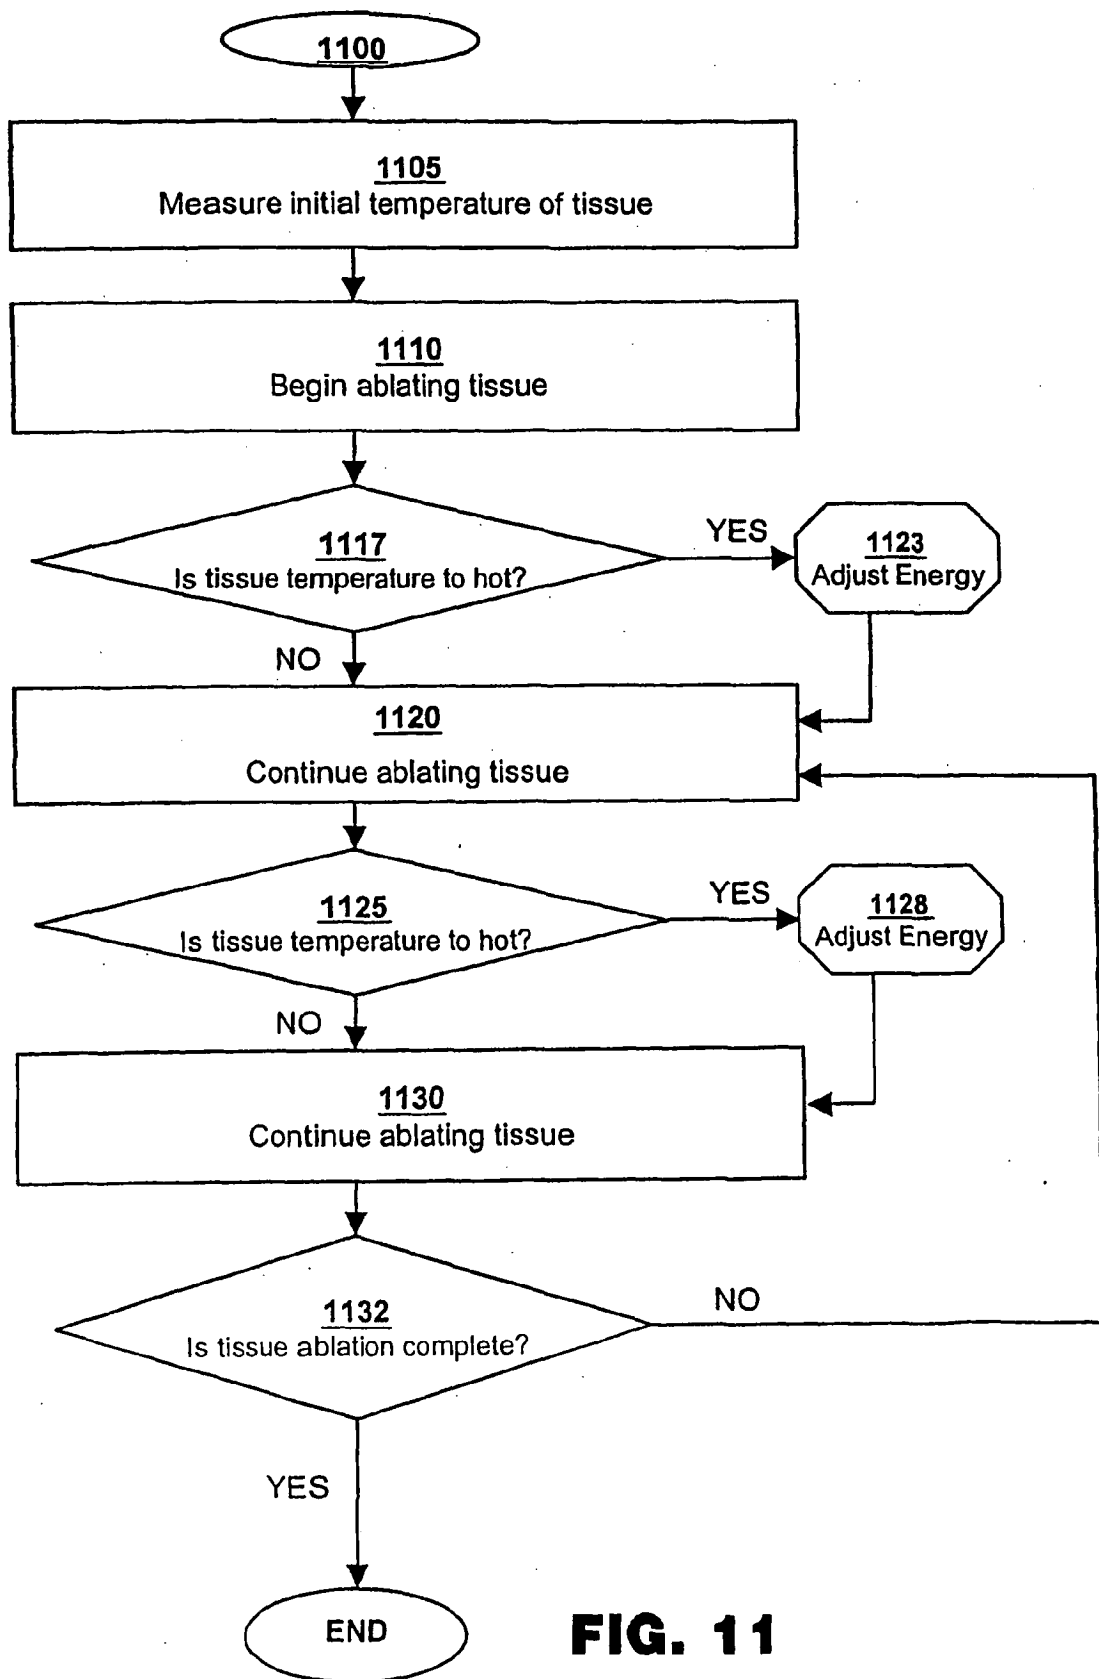 1100
1105
Measure initial temperature of tissue
1110
Begin ablating tissue
1117
Is tissue temperature to hot?
YES
1123
Adjust Energy
NO
1120
Continue ablating tissue
1125
Is tissue temperature to hot?
YES
1128
Adjust Energy
NO
1130
Continue ablating tissue
1132
Is tissue ablation complete?
NO
YES
END
FIG. 11